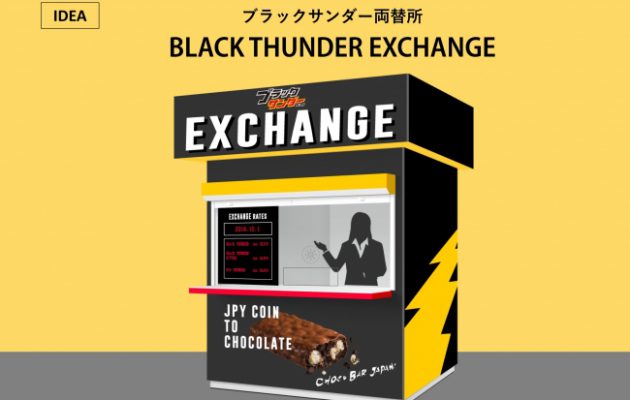 IDEA
ブラックサンダー両替所
BLACK THUNDER EXCHANGE
ブラック
サンダー
EXCHANGE
EXCHANGE RATES
JPY COIN
TO
CHOCOLATE
CHOCO BAR JAPAN